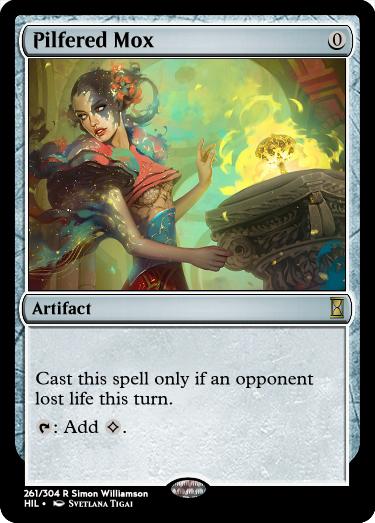 Pilfered Mox 0
Artifact
Cast this spell only if an opponent
lost life this turn.
: Add .
261/304 R Simon Williamson
HIL • Svetlana Tigai